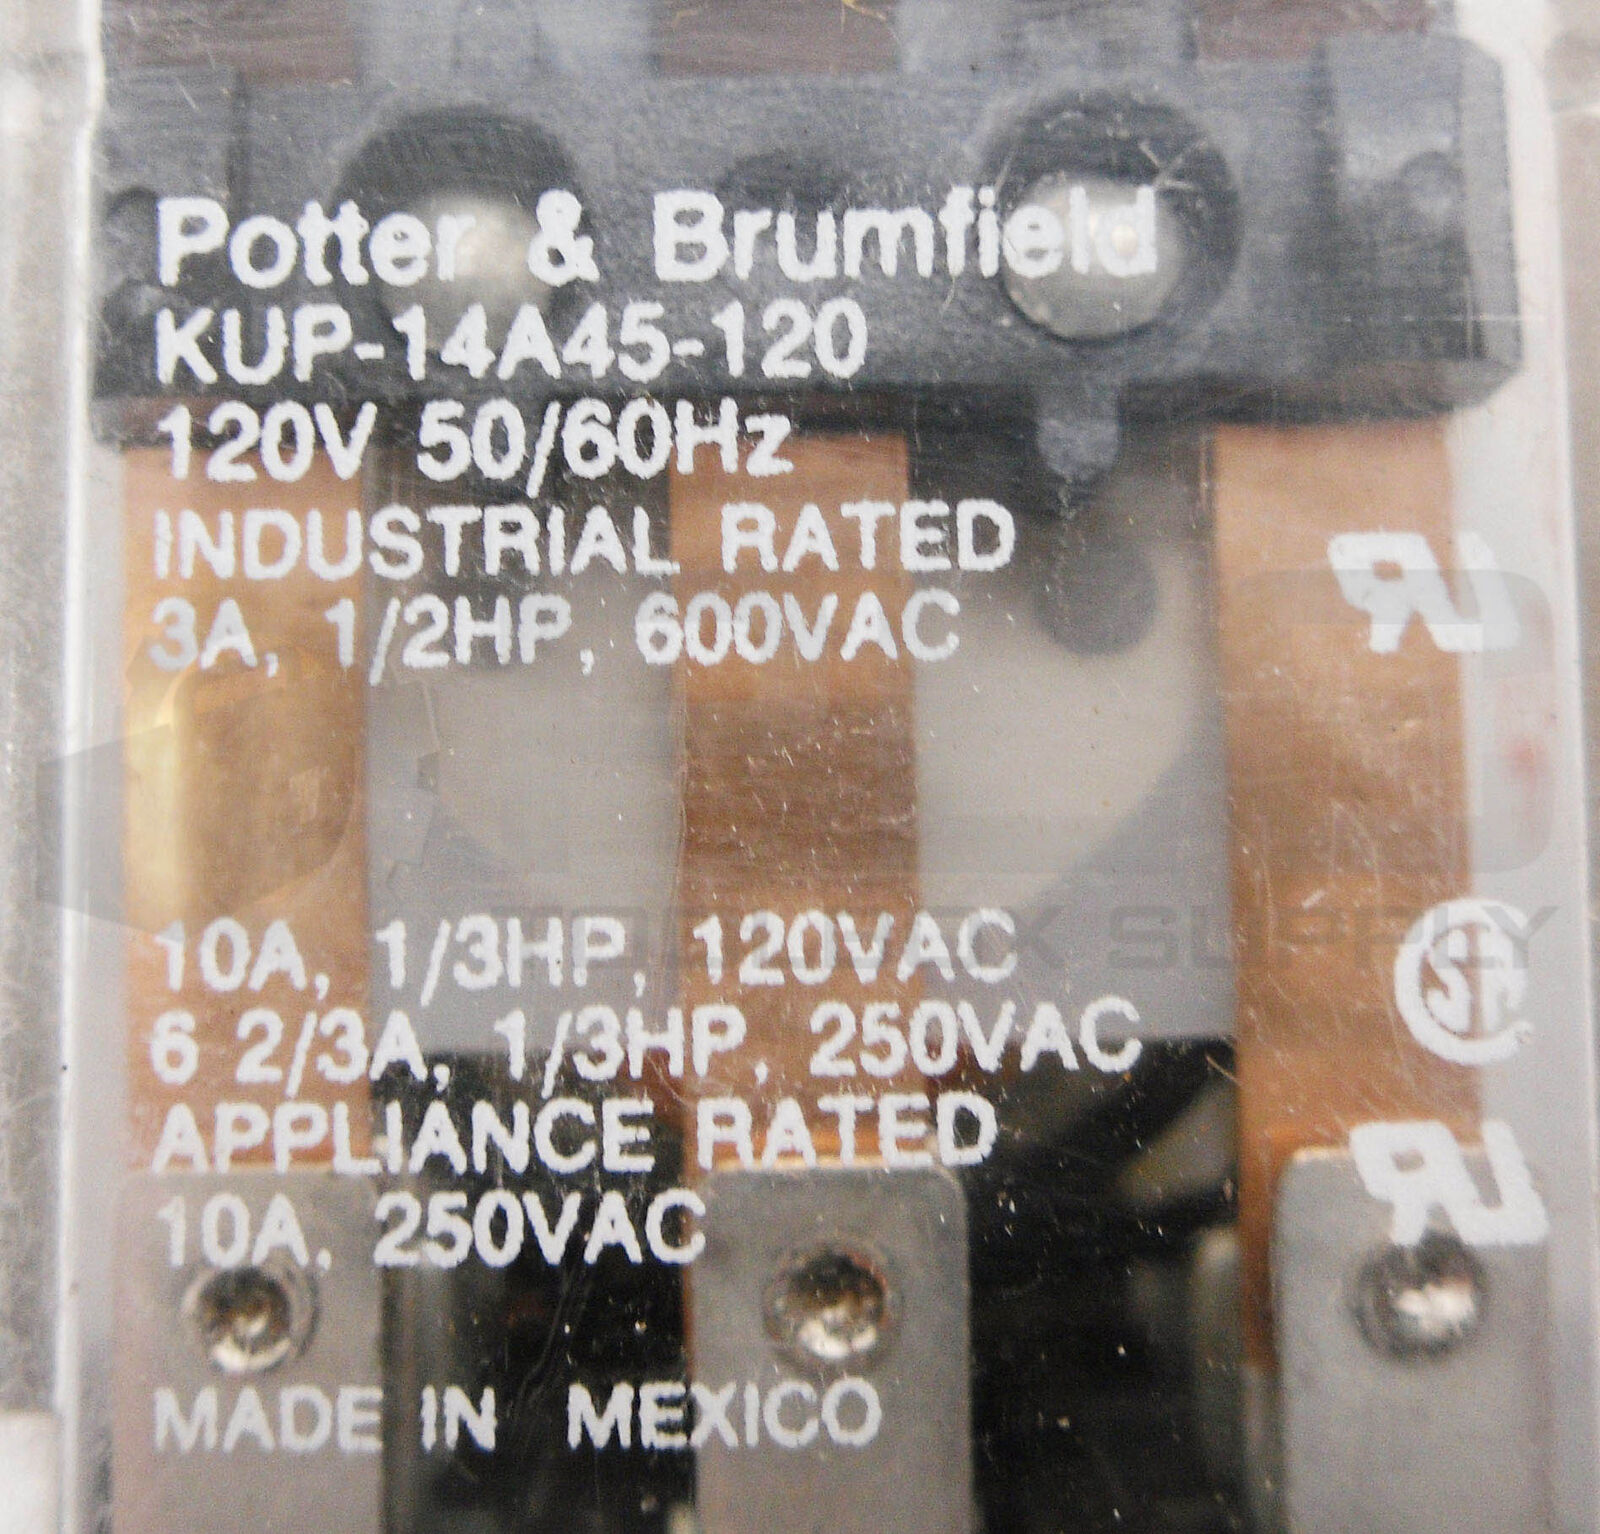 Potter & Brumfield
KUP-14A45-120
120V 50/60Hz
INDUSTRIAL RATED
3A, 1/2HP, 600VAC
10A, 1/3HP, 120VAC
6 2/3A, 1/3HP, 250VAC
APPLIANCE RATED
10A, 250VAC
MADE IN MEXICO
SUPPLY